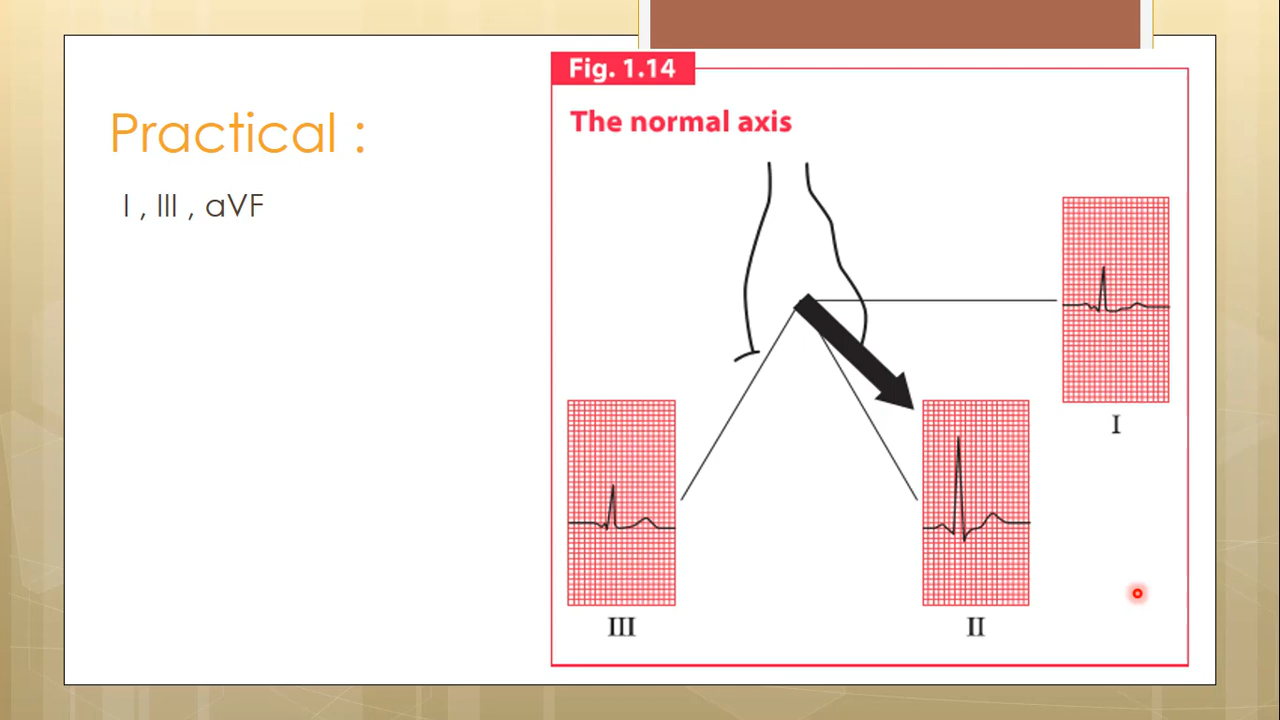 Practical :
I , III , aVF
Fig. 1.14
The normal axis
I
III
II